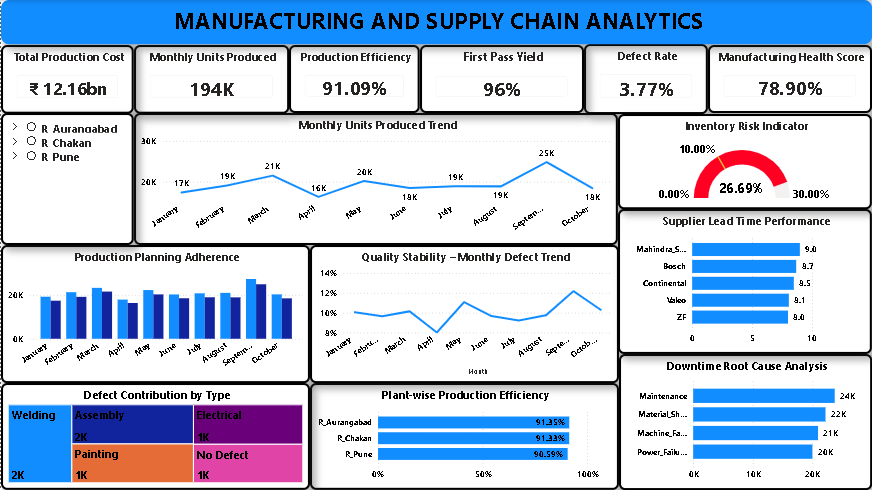 MANUFACTURING AND SUPPLY CHAIN ANALYTICS
Total Production Cost
₹ 12.16bn
Monthly Units Produced
194K
Production Efficiency
91.09%
First Pass Yield
96%
Defect Rate
3.77%
Manufacturing Health Score
78.90%
R_Aurangabad
R_Chakan
R_Pune
Monthly Units Produced Trend
30K
20K
17K
19K
21K
16K
20K
18K
19K
19K
25K
18K
January
February
March
April
May
June
July
August
Septem...
October
Inventory Risk Indicator
10.00%
26.69%
0.00%
30.00%
Supplier Lead Time Performance
Mahindra_S... 9.0
Bosch 8.7
Continental 8.5
Valeo 8.1
ZF 8.0
0 5 10
Production Planning Adherence
20K
0K
January
February
March
April
May
June
July
August
Septem...
October
Quality Stability – Monthly Defect Trend
14%
12%
10%
8%
January
Febru...
March
April
May
June
July
August
Septe...
Octob...
Month
Downtime Root Cause Analysis
Maintenance 24K
Material_Sh... 22K
Machine_Fa... 21K
Power_Failu... 20K
0K 10K 20K
Defect Contribution by Type
Welding
2K
Assembly
2K
Electrical
1K
Painting
1K
No Defect
1K
Plant-wise Production Efficiency
R_Aurangabad 91.35%
R_Chakan 91.33%
R_Pune 90.59%
0% 50% 100%